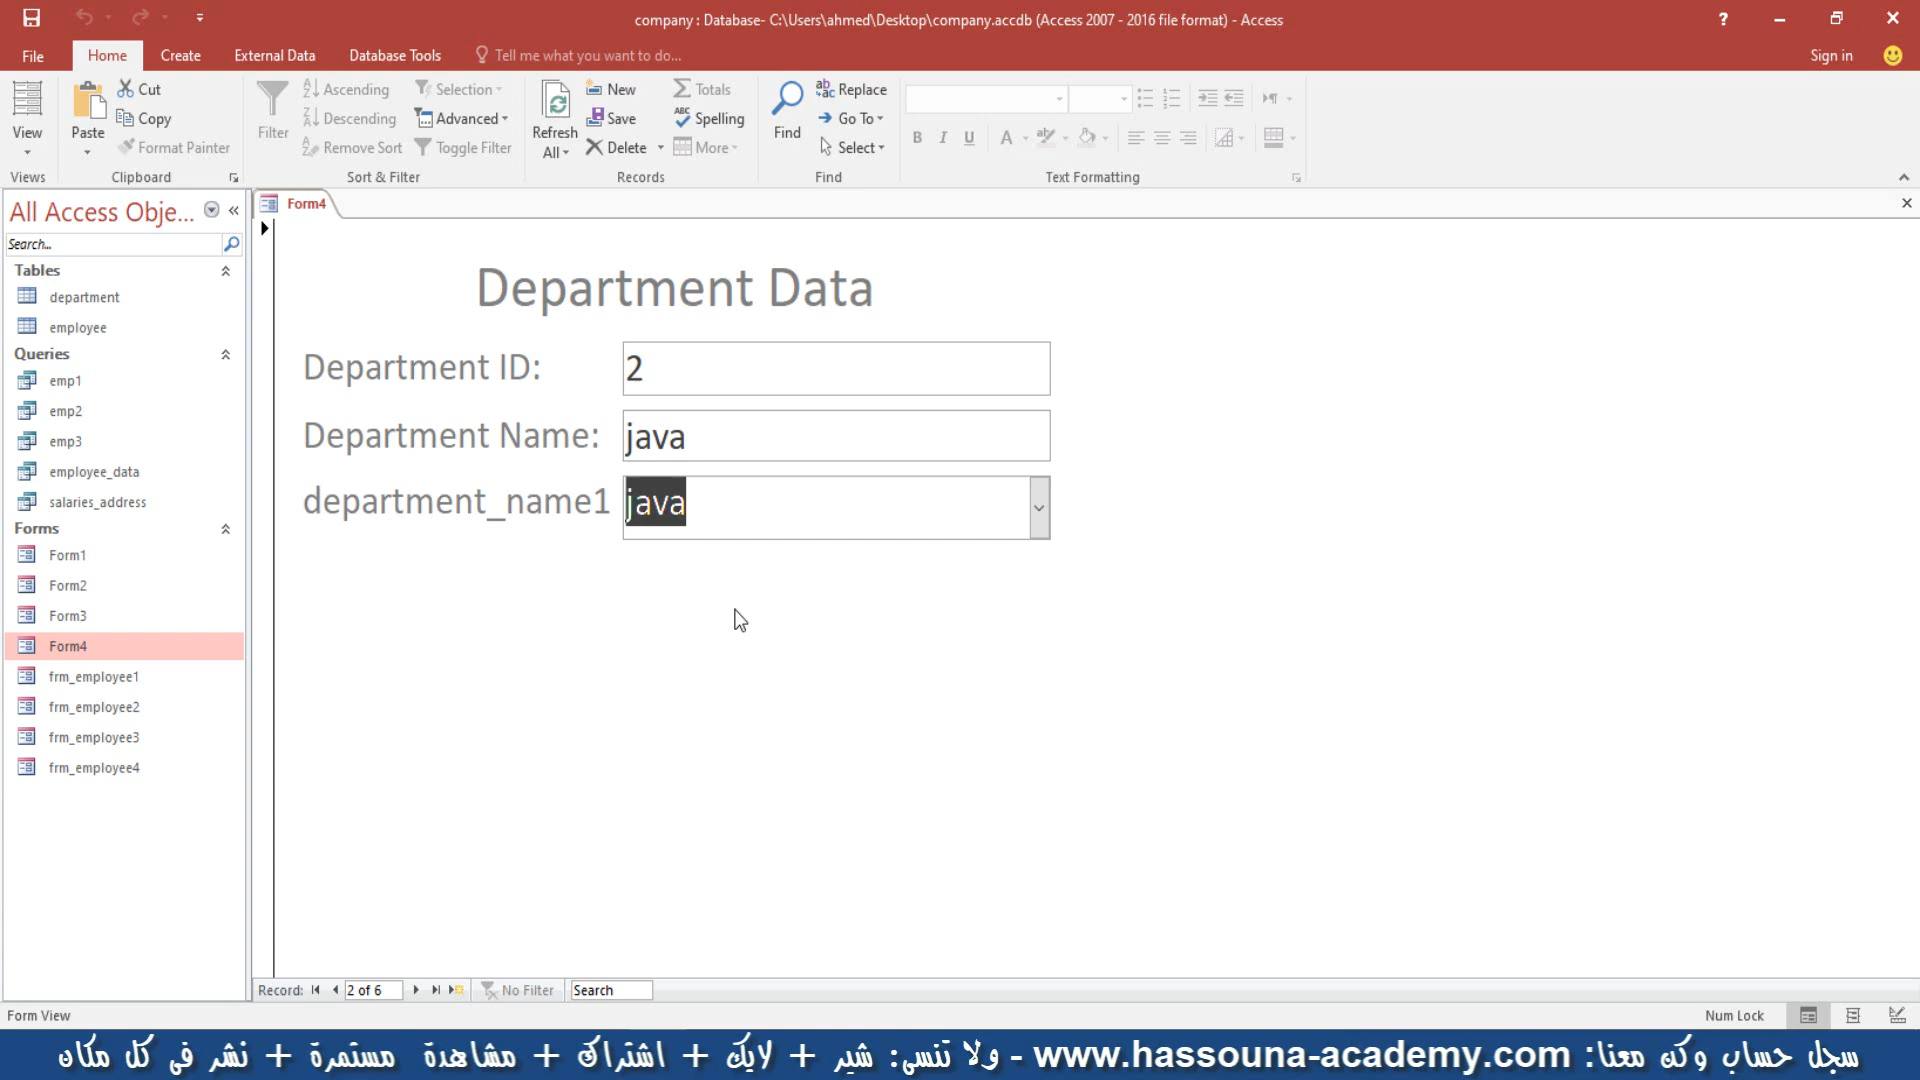 company : Database- C:\Users\ahmed\Desktop\company.accdb (Access 2007 - 2016 file format) - Access
?
File
Home
Create
External Data
Database Tools
Tell me what you want to do...
Sign in
View
Paste
Cut
Copy
Format Painter
Filter
Ascending
Descending
Remove Sort
Selection
Advanced
Toggle Filter
Refresh
All
New
Save
Delete
Totals
Spelling
More
Find
Replace
Go To
Select
B I U A
Views
Clipboard
Sort & Filter
Records
Find
Text Formatting
All Access Obje...
Search...
Tables
department
employee
Queries
emp1
emp2
emp3
employee_data
salaries_address
Forms
Form1
Form2
Form3
Form4
frm_employee1
frm_employee2
frm_employee3
frm_employee4
Form4
Department Data
Department ID: 2
Department Name: java
department_name1 java
Record: 2 of 6 No Filter Search
Form View
Num Lock
سجل حساب وكن معنا: www.hassouna-academy.com - ولا تنسى: شير + لايك + اشتراك + مشاهدة مستمرة + نشر فى كل مكان